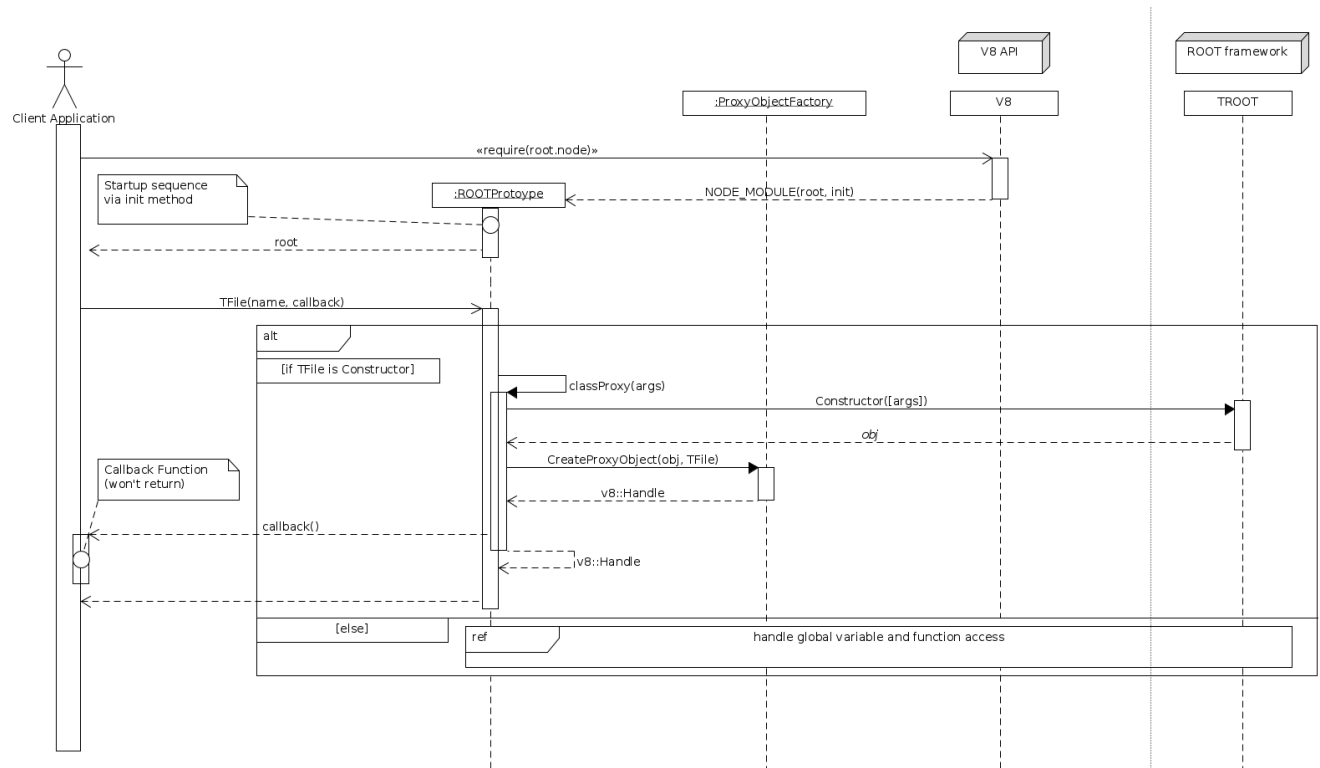 V8 API
ROOT framework
:ProxyObjectFactory
V8
TROOT
Client Application
«require(root.node)»
Startup sequence
via init method
:ROOTProtoype
NODE_MODULE(root, init)
root
TFile(name, callback)
alt
[if TFile is Constructor]
classProxy(args)
Constructor([args])
obj
CreateProxyObject(obj, TFile)
Callback Function
(won't return)
v8::Handle
callback()
v8::Handle
[else]
ref
handle global variable and function access